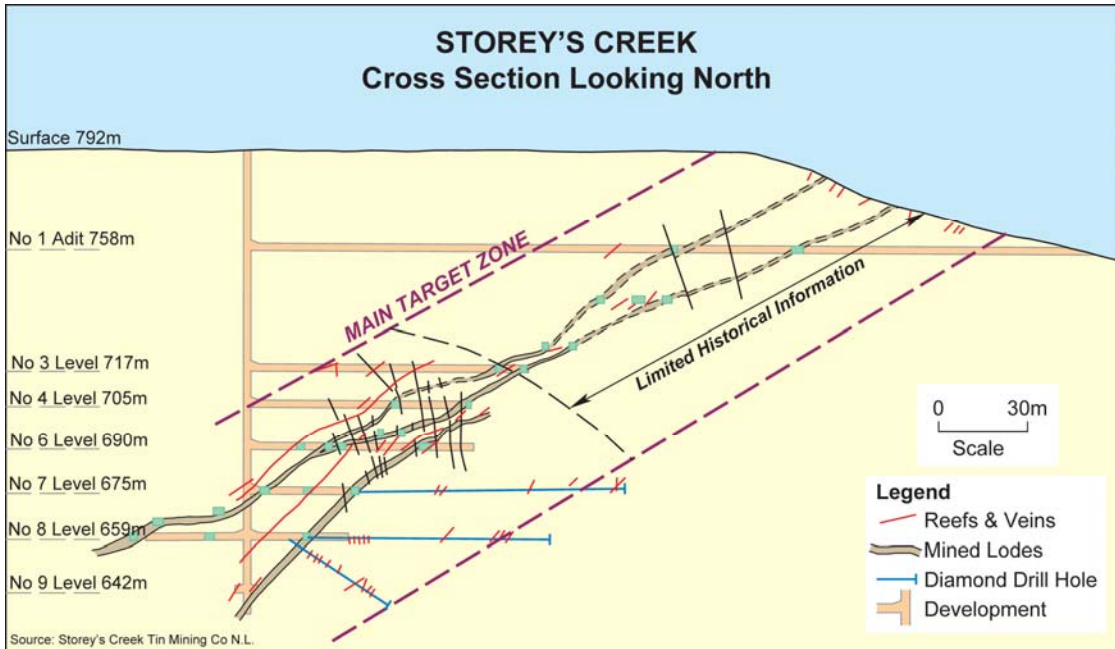 STOREY'S CREEK
Cross Section Looking North
Surface 792m
No 1 Adit 758m
MAIN TARGET ZONE
Limited Historical Information
No 3 Level 717m
No 4 Level 705m
No 6 Level 690m
No 7 Level 675m
No 8 Level 659m
No 9 Level 642m
0 30m
Scale
Legend
Reefs & Veins
Mined Lodes
Diamond Drill Hole
Development
Source: Storey's Creek Tin Mining Co N.L.